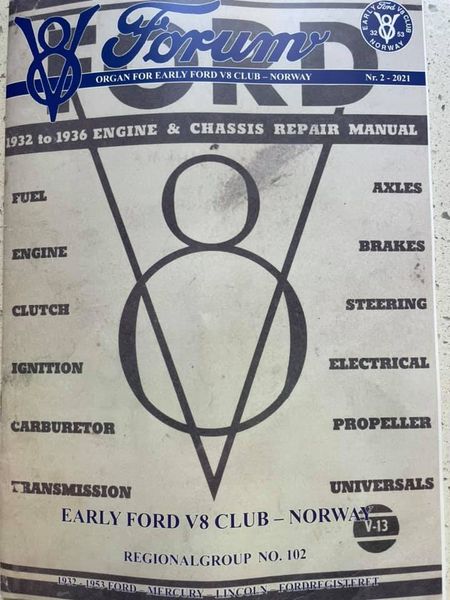 V8
Forum
EARLY Ford V8 CLUB
32 53
NORWAY
FORD
ORGAN FOR EARLY FORD V8 CLUB – NORWAY
Nr. 2 - 2021
1932 to 1936 ENGINE & CHASSIS REPAIR MANUAL
V8
FUEL
AXLES
ENGINE
BRAKES
CLUTCH
STEERING
IGNITION
ELECTRICAL
CARBURETOR
PROPELLER
TRANSMISSION
UNIVERSALS
EARLY FORD V8 CLUB – NORWAY
V-13
REGIONALGROUP NO. 102
1932 - 1953 FORD – MERCURY – LINCOLN – FORDREGISTERET